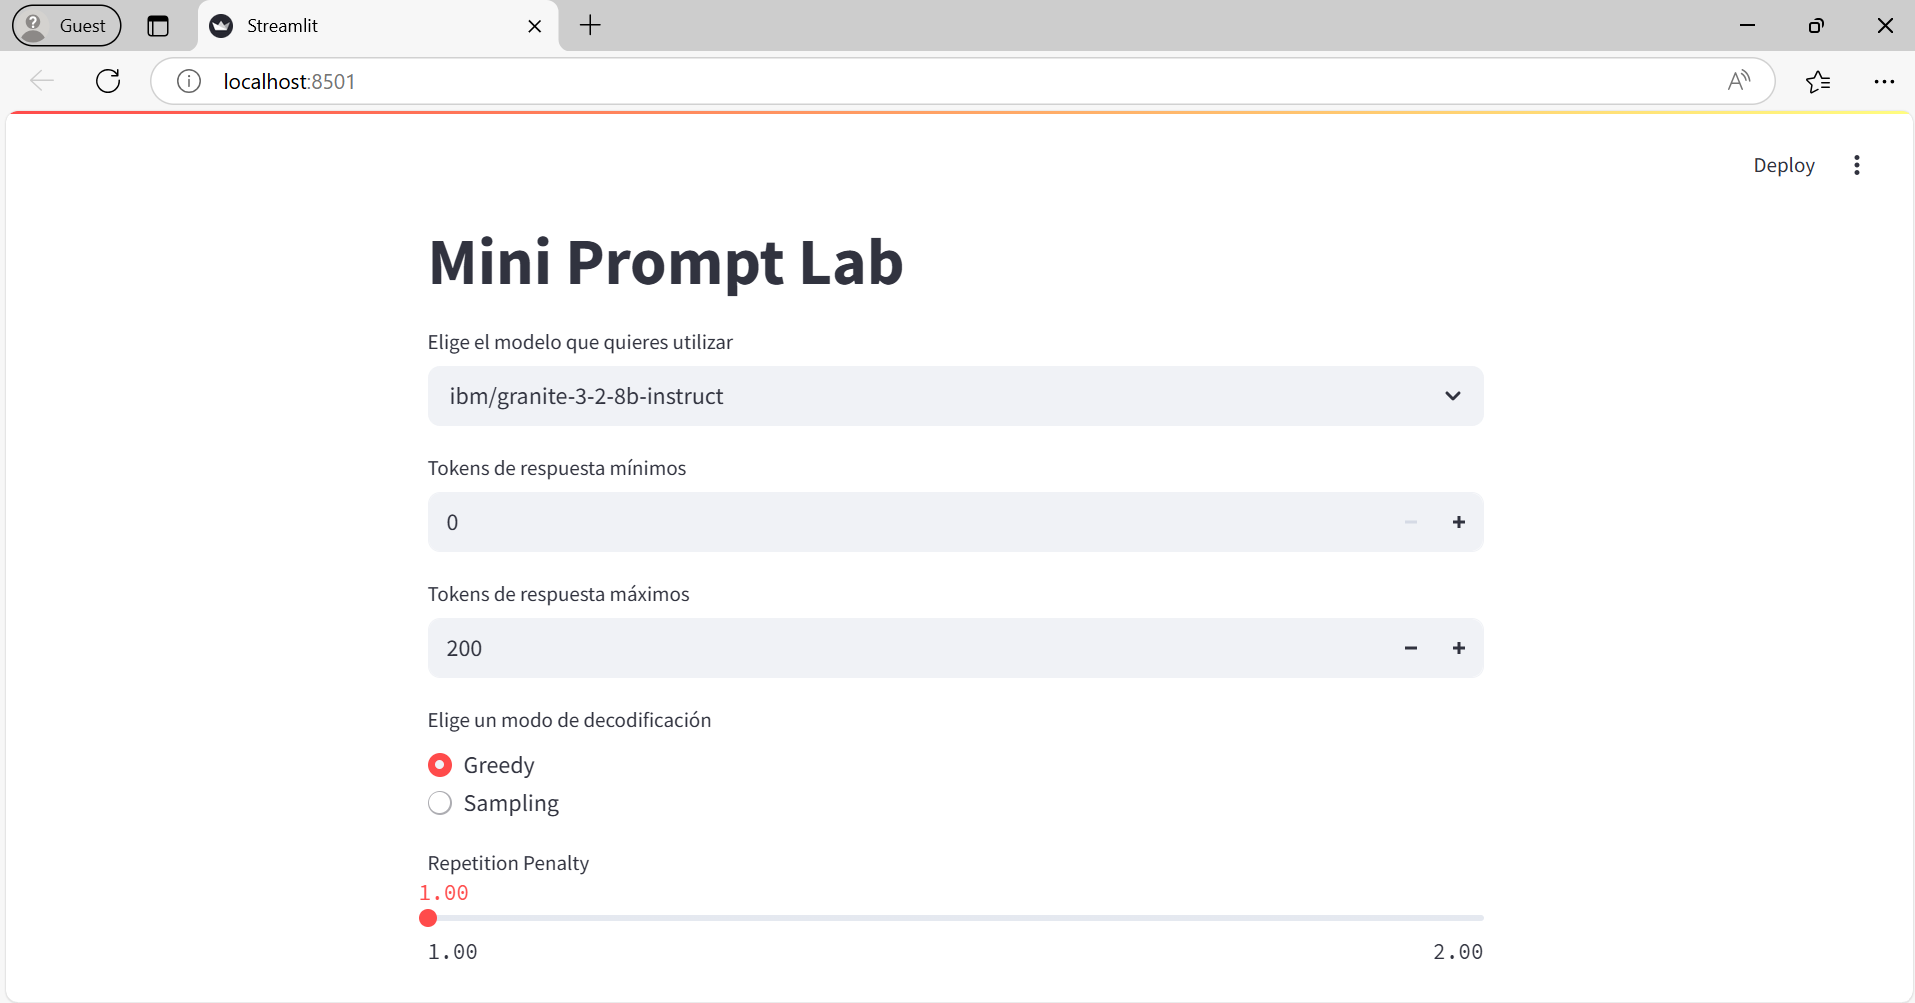 Guest
Streamlit
localhost:8501
Deploy
Mini Prompt Lab
Elige el modelo que quieres utilizar
ibm/granite-3-2-8b-instruct
Tokens de respuesta mínimos
0
Tokens de respuesta máximos
200
Elige un modo de decodificación
Greedy
Sampling
Repetition Penalty
1.00
1.00 2.00